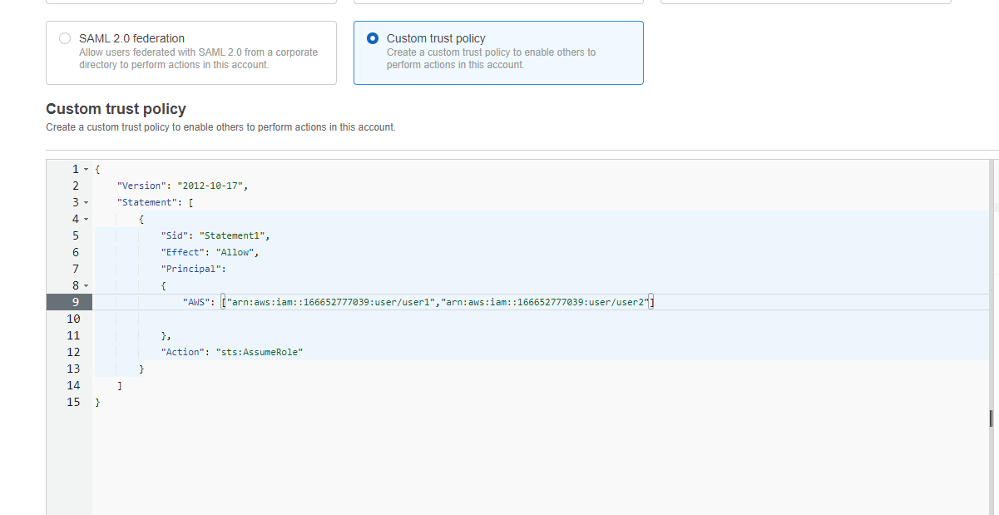 SAML 2.0 federation
Allow users federated with SAML 2.0 from a corporate
directory to perform actions in this account.
Custom trust policy
Create a custom trust policy to enable others to
perform actions in this account.
Custom trust policy
Create a custom trust policy to enable others to perform actions in this account.
1 {
2 "Version": "2012-10-17",
3 "Statement": [
4 {
5 "Sid": "Statement1",
6 "Effect": "Allow",
7 "Principal":
8 {
9 "AWS": ["arn:aws:iam::166652777039:user/user1","arn:aws:iam::166652777039:user/user2"]
10
11 },
12 "Action": "sts:AssumeRole"
13 }
14 ]
15 }